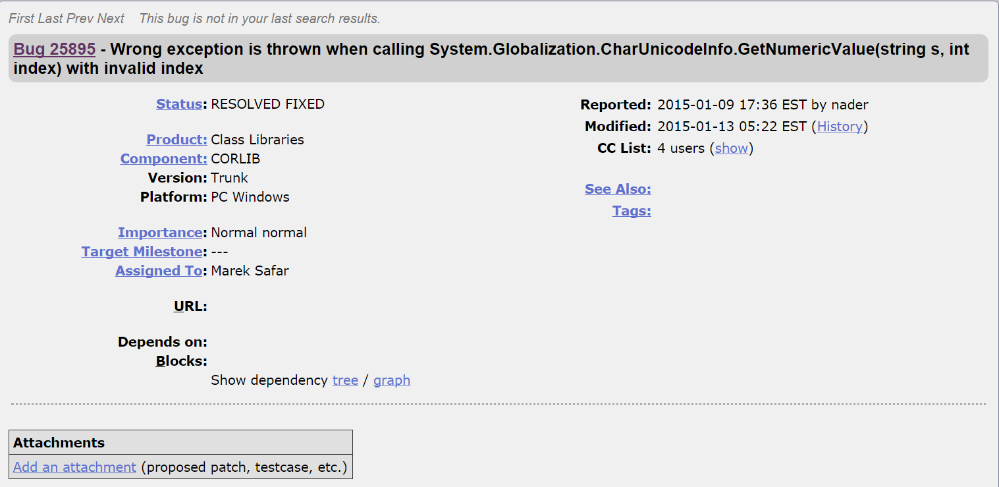 First Last Prev Next This bug is not in your last search results.
Bug 25895 - Wrong exception is thrown when calling System.Globalization.CharUnicodeInfo.GetNumericValue(string s, int
index) with invalid index
Status: RESOLVED FIXED
Product: Class Libraries
Component: CORLIB
Version: Trunk
Platform: PC Windows
Importance: Normal normal
Target Milestone: ---
Assigned To: Marek Safar
URL:
Depends on:
Blocks:
Show dependency tree / graph
Reported: 2015-01-09 17:36 EST by nader
Modified: 2015-01-13 05:22 EST (History)
CC List: 4 users (show)
See Also:
Tags:
Attachments
Add an attachment (proposed patch, testcase, etc.)